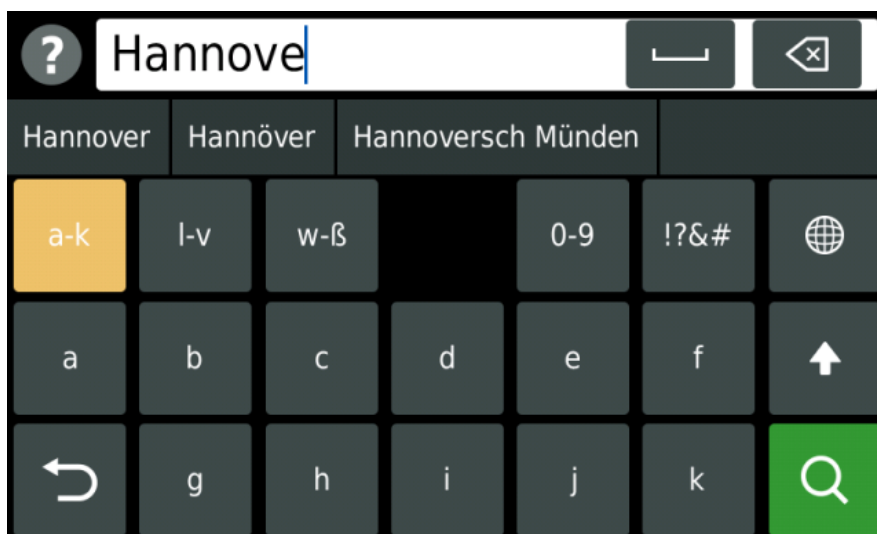 ? Hannove
Hannover Hannöver Hannoversch Münden
a-k l-v w-ß 0-9 !?&#
a b c d e f
g h i j k